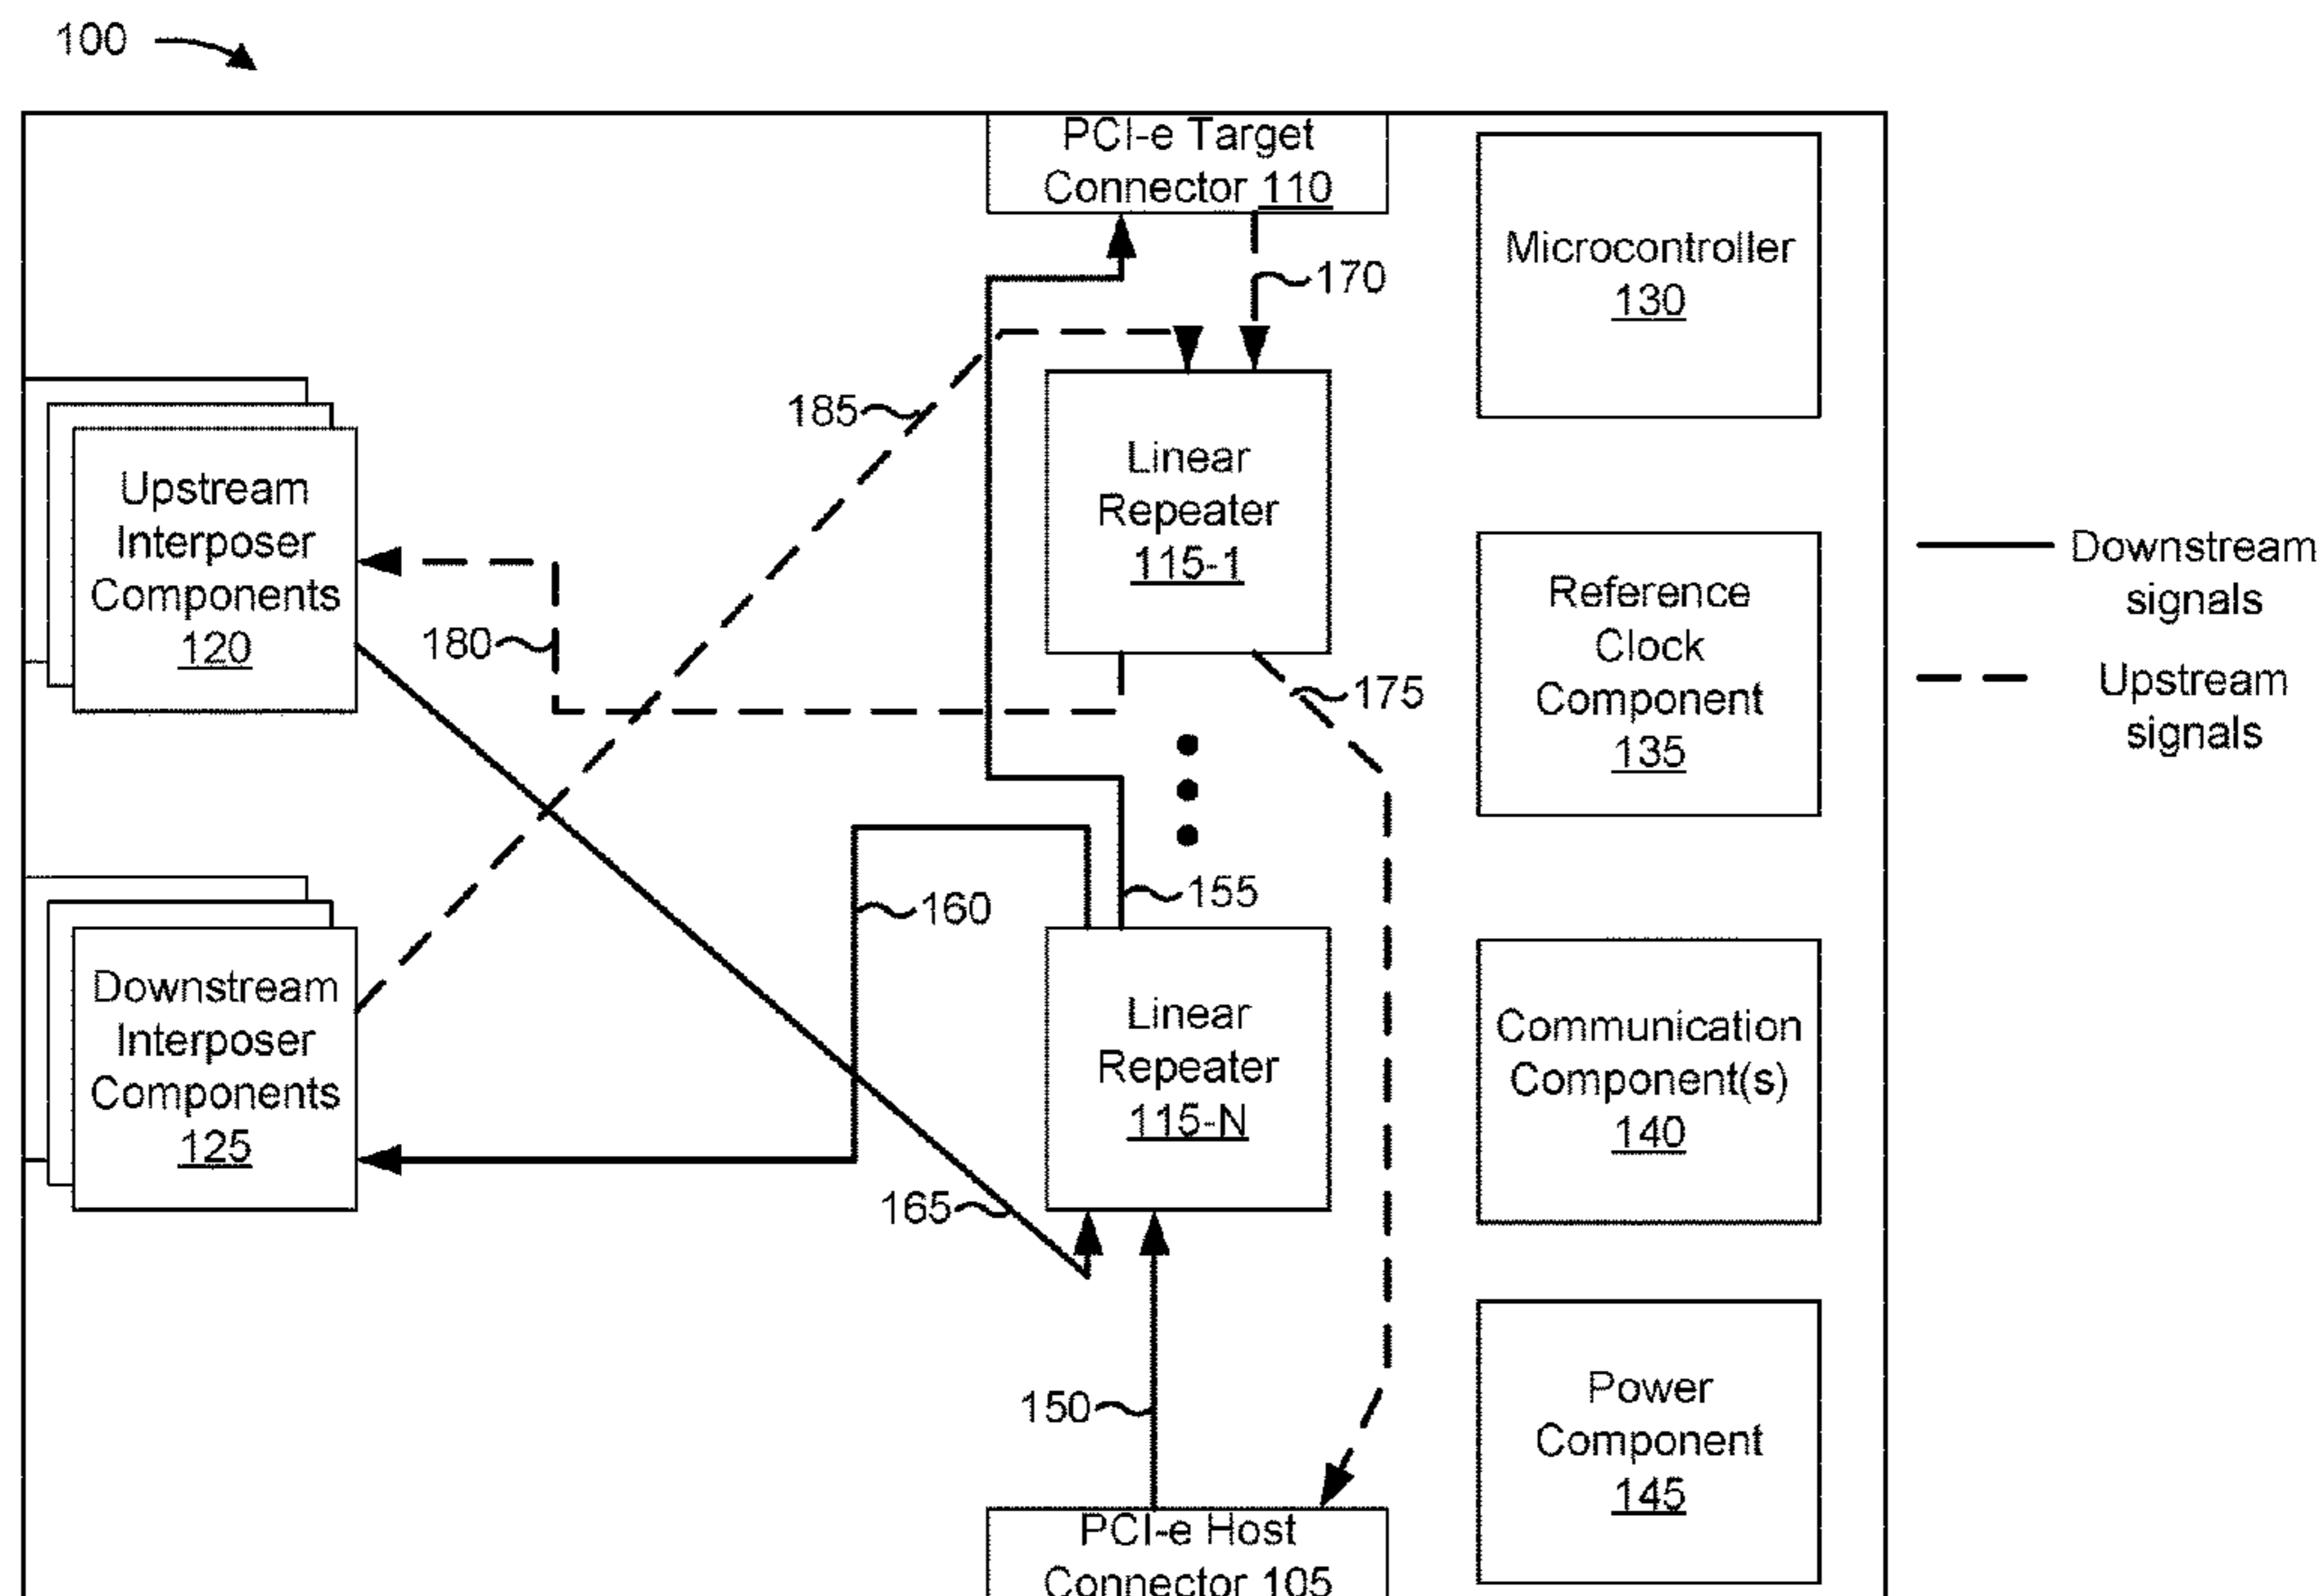 100
PCI-e Target
Connector 110
Microcontroller
130
170
185
Linear
Repeater
115-1
Upstream
Interposer
Components
120
180
175
Reference
Clock
Component
135
Downstream
signals
Upstream
signals
155
160
Downstream
Interposer
Components
125
Linear
Repeater
115-N
Communication
Component(s)
140
165
150
Power
Component
145
PCI-e Host
Connector 105